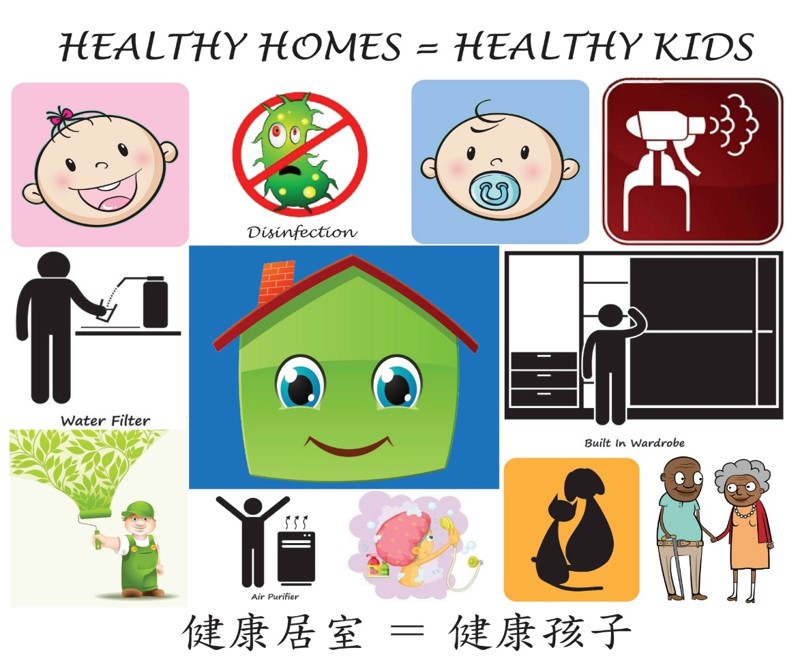 HEALTHY HOMES = HEALTHY KIDS
Disinfection
Water Filter
Built In Wardrobe
Air Purifier
健康居室 = 健康孩子